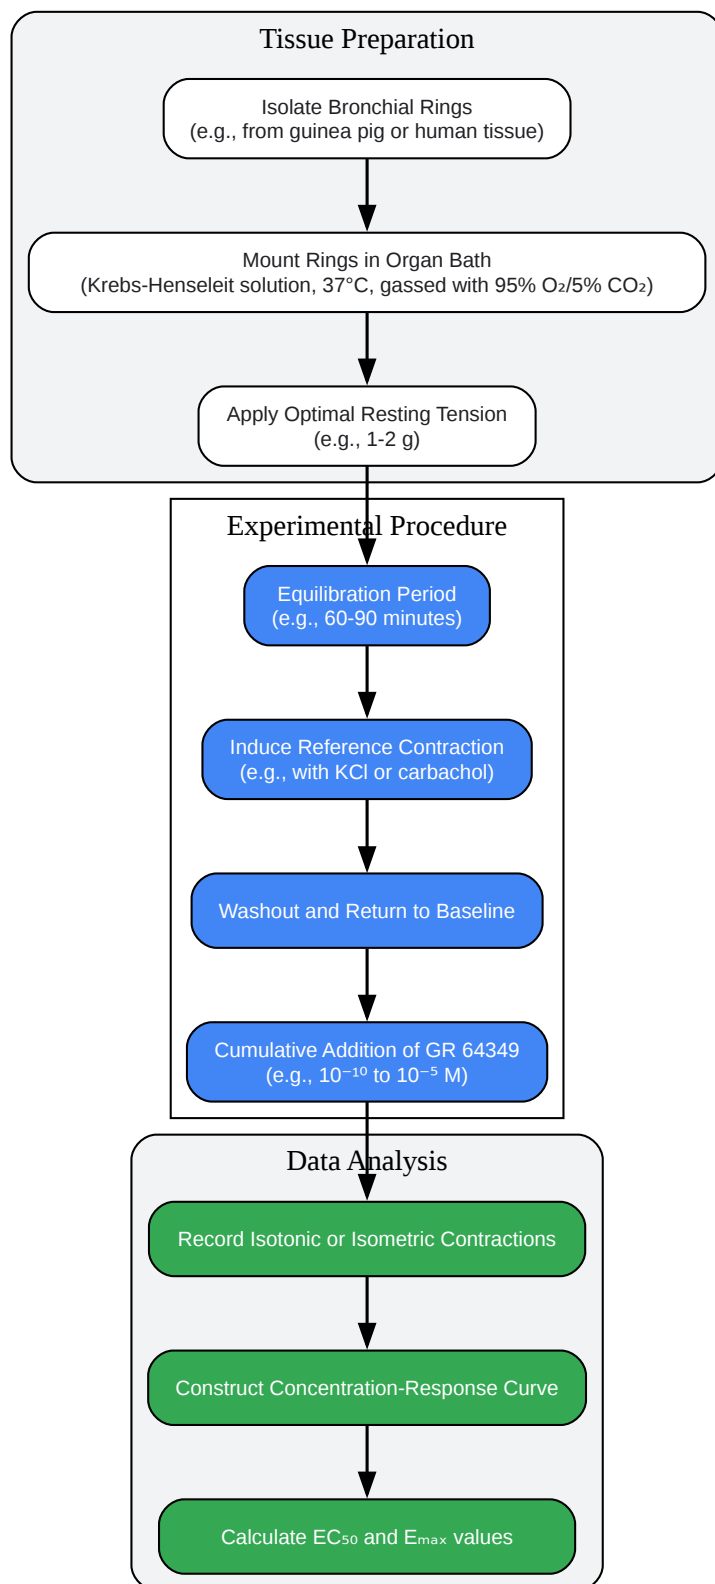 Tissue Preparation
Isolate Bronchial Rings
(e.g., from guinea pig or human tissue)
Mount Rings in Organ Bath
(Krebs-Henseleit solution, 37°C, gassed with 95% O₂/5% CO₂)
Apply Optimal Resting Tension
(e.g., 1-2 g)
Experimental Procedure
Equilibration Period
(e.g., 60-90 minutes)
Induce Reference Contraction
(e.g., with KCl or carbachol)
Washout and Return to Baseline
Cumulative Addition of GR 64349
(e.g., 10⁻¹⁰ to 10⁻⁵ M)
Data Analysis
Record Isotonic or Isometric Contractions
Construct Concentration-Response Curve
Calculate EC₅₀ and Eₘₐₓ values